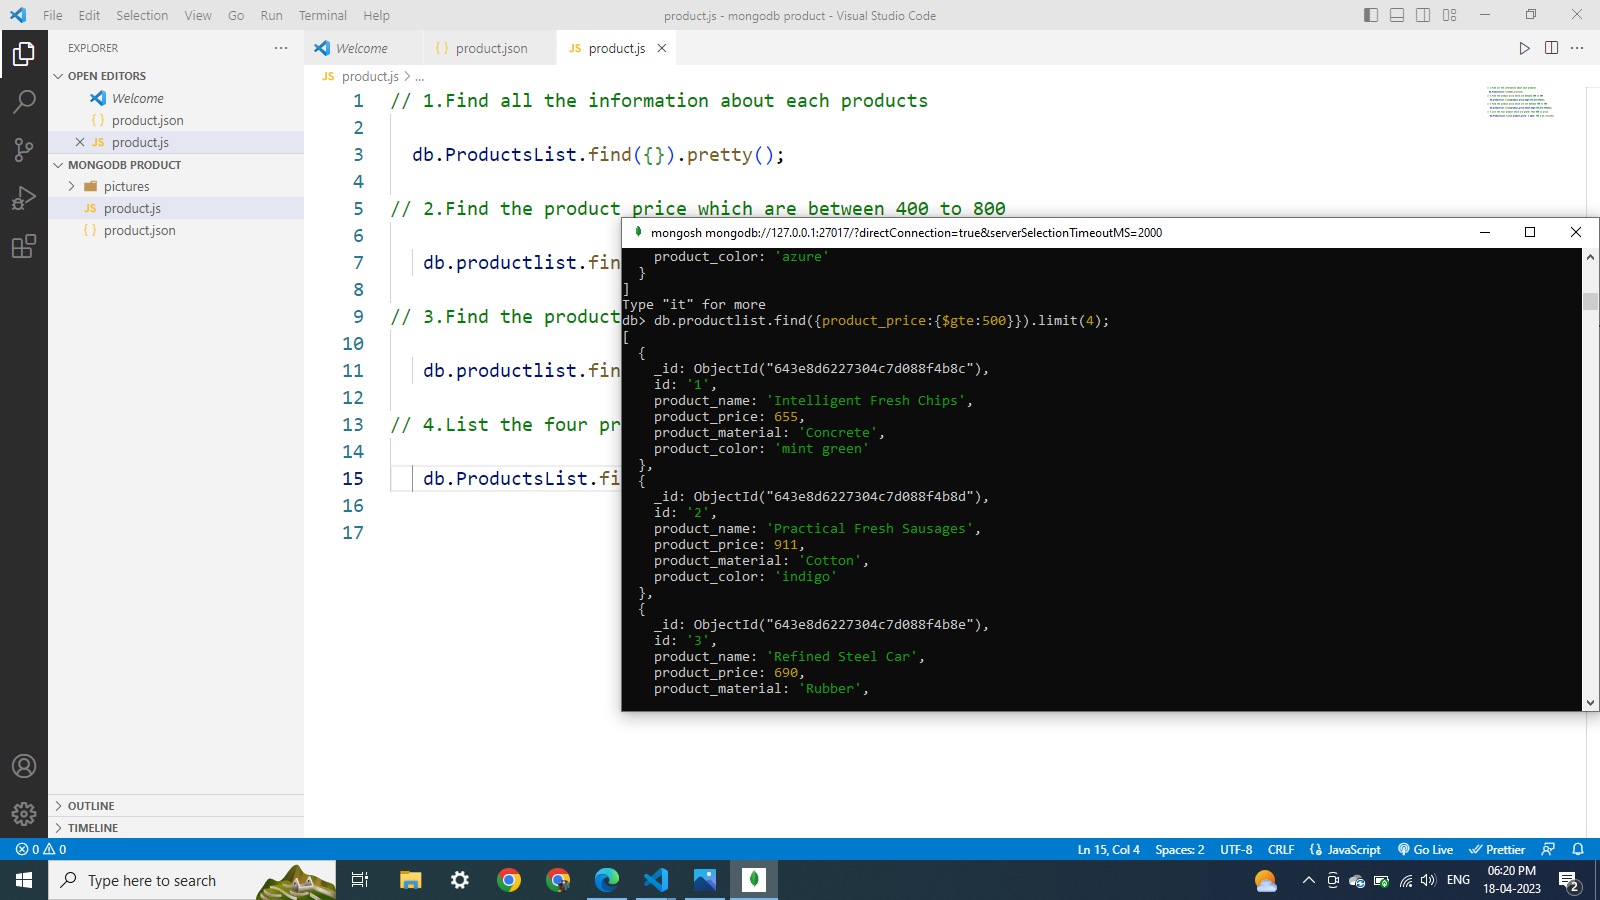 File Edit Selection View Go Run Terminal Help
product.js - mongodb product - Visual Studio Code
EXPLORER
OPEN EDITORS
Welcome
product.json
product.js
MONGODB PRODUCT
pictures
product.js
product.json
OUTLINE
TIMELINE
Welcome
product.json
product.js
JS product.js > ...
1 // 1.Find all the information about each products
2
3 db.ProductsList.find({}).pretty();
4
5 // 2.Find the product price which are between 400 to 800
6
7 db.productlist.fin
8
9 // 3.Find the product
10
11 db.productlist.fin
12
13 // 4.List the four pr
14
15 db.ProductsList.fi
16
17
mongosh mongodb://127.0.0.1:27017/?directConnection=true&serverSelectionTimeoutMS=2000
product_color: 'azure'
}
]
Type "it" for more
db> db.productlist.find({product_price:{$gte:500}}).limit(4);
[
{
_id: ObjectId("643e8d6227304c7d088f4b8c"),
id: '1',
product_name: 'Intelligent Fresh Chips',
product_price: 655,
product_material: 'Concrete',
product_color: 'mint green'
},
{
_id: ObjectId("643e8d6227304c7d088f4b8d"),
id: '2',
product_name: 'Practical Fresh Sausages',
product_price: 911,
product_material: 'Cotton',
product_color: 'indigo'
},
{
_id: ObjectId("643e8d6227304c7d088f4b8e"),
id: '3',
product_name: 'Refined Steel Car',
product_price: 690,
product_material: 'Rubber',
0 0
Ln 15, Col 4 Spaces: 2 UTF-8 CRLF JavaScript Go Live Prettier
Type here to search
ENG
06:20 PM
18-04-2023
2